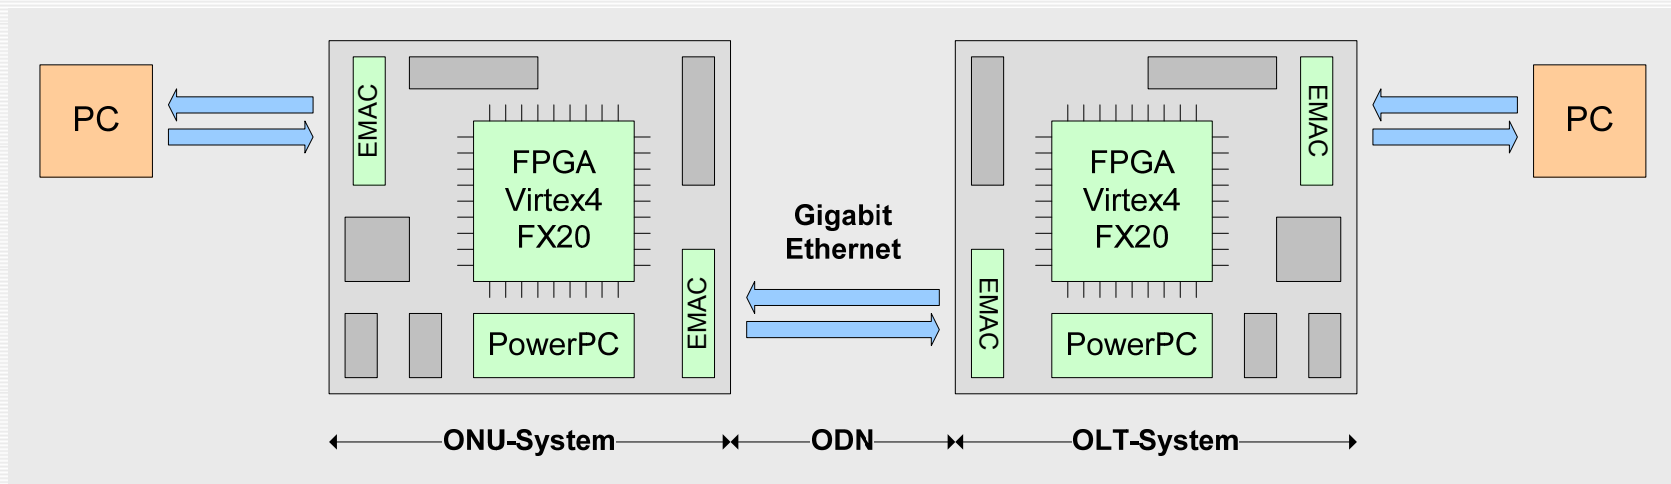 PC
EMAC
FPGA
Virtex4
FX20
EMAC
PowerPC
Gigabit
Ethernet
EMAC
FPGA
Virtex4
FX20
PowerPC
EMAC
PC
ONU-System
ODN
OLT-System